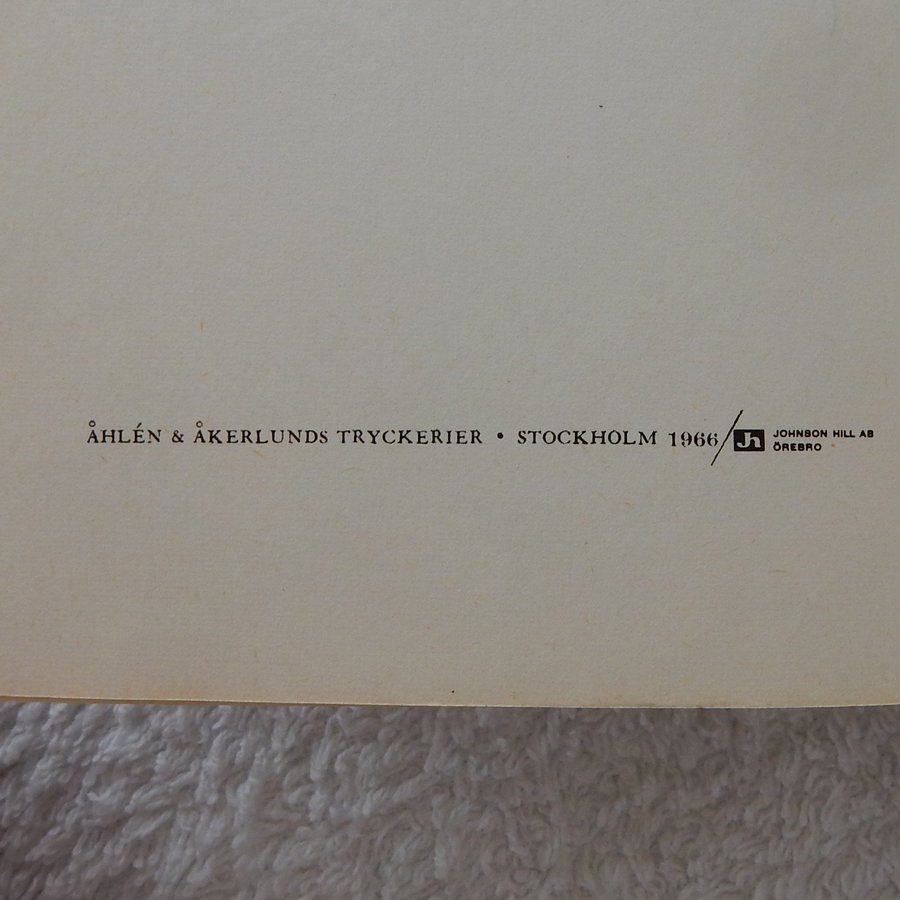 ÅHLÉN & ÅKERLUNDS TRYCKERIER • STOCKHOLM 1966/ Jh JOHNSON HILL AB
ÖREBRO